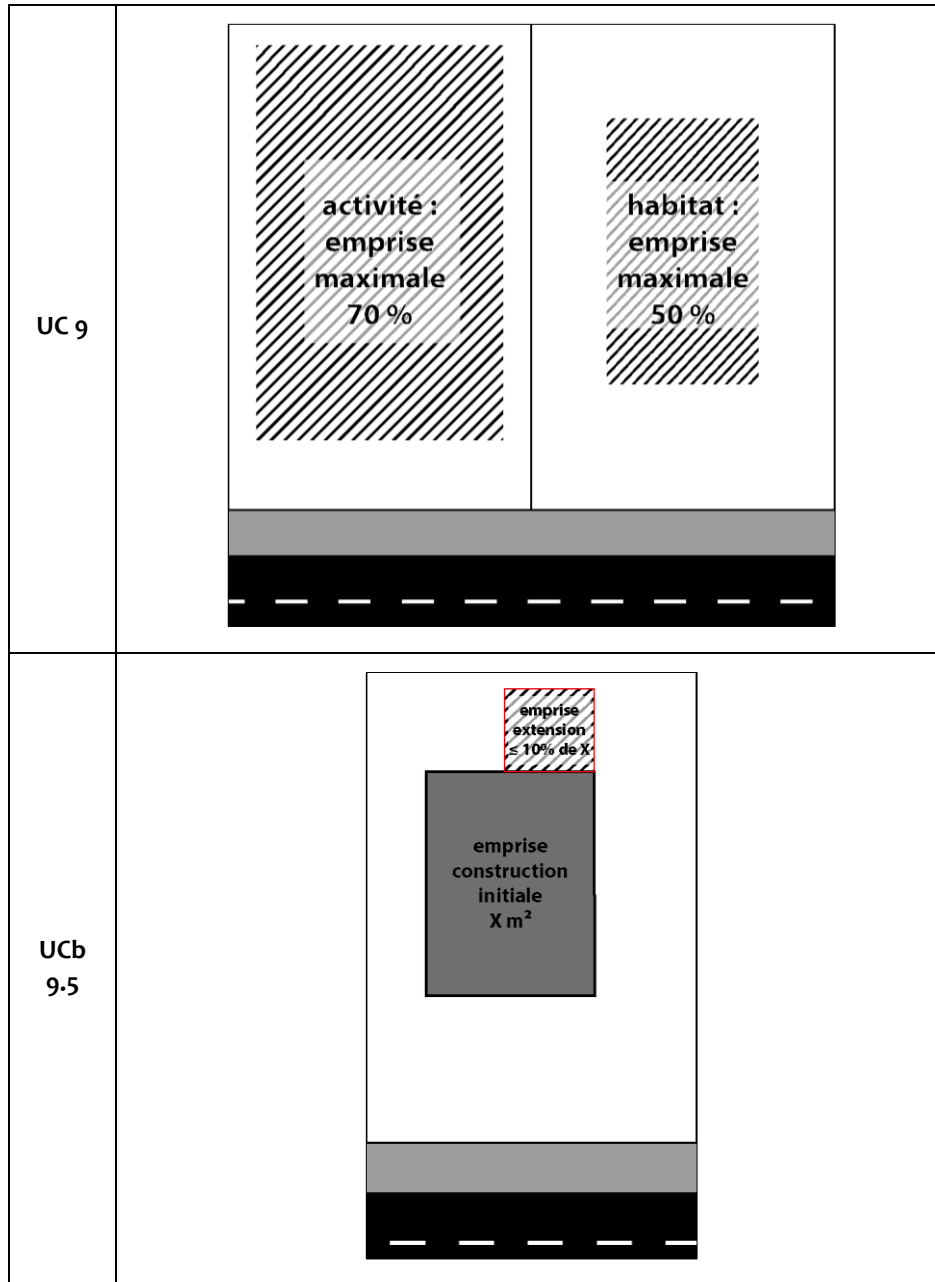 UC 9
activité :
emprise
maximale
70 %
habitat :
emprise
maximale
50 %
UCb
9.5
emprise
extension
≤ 10% de X
emprise
construction
initiale
X m²